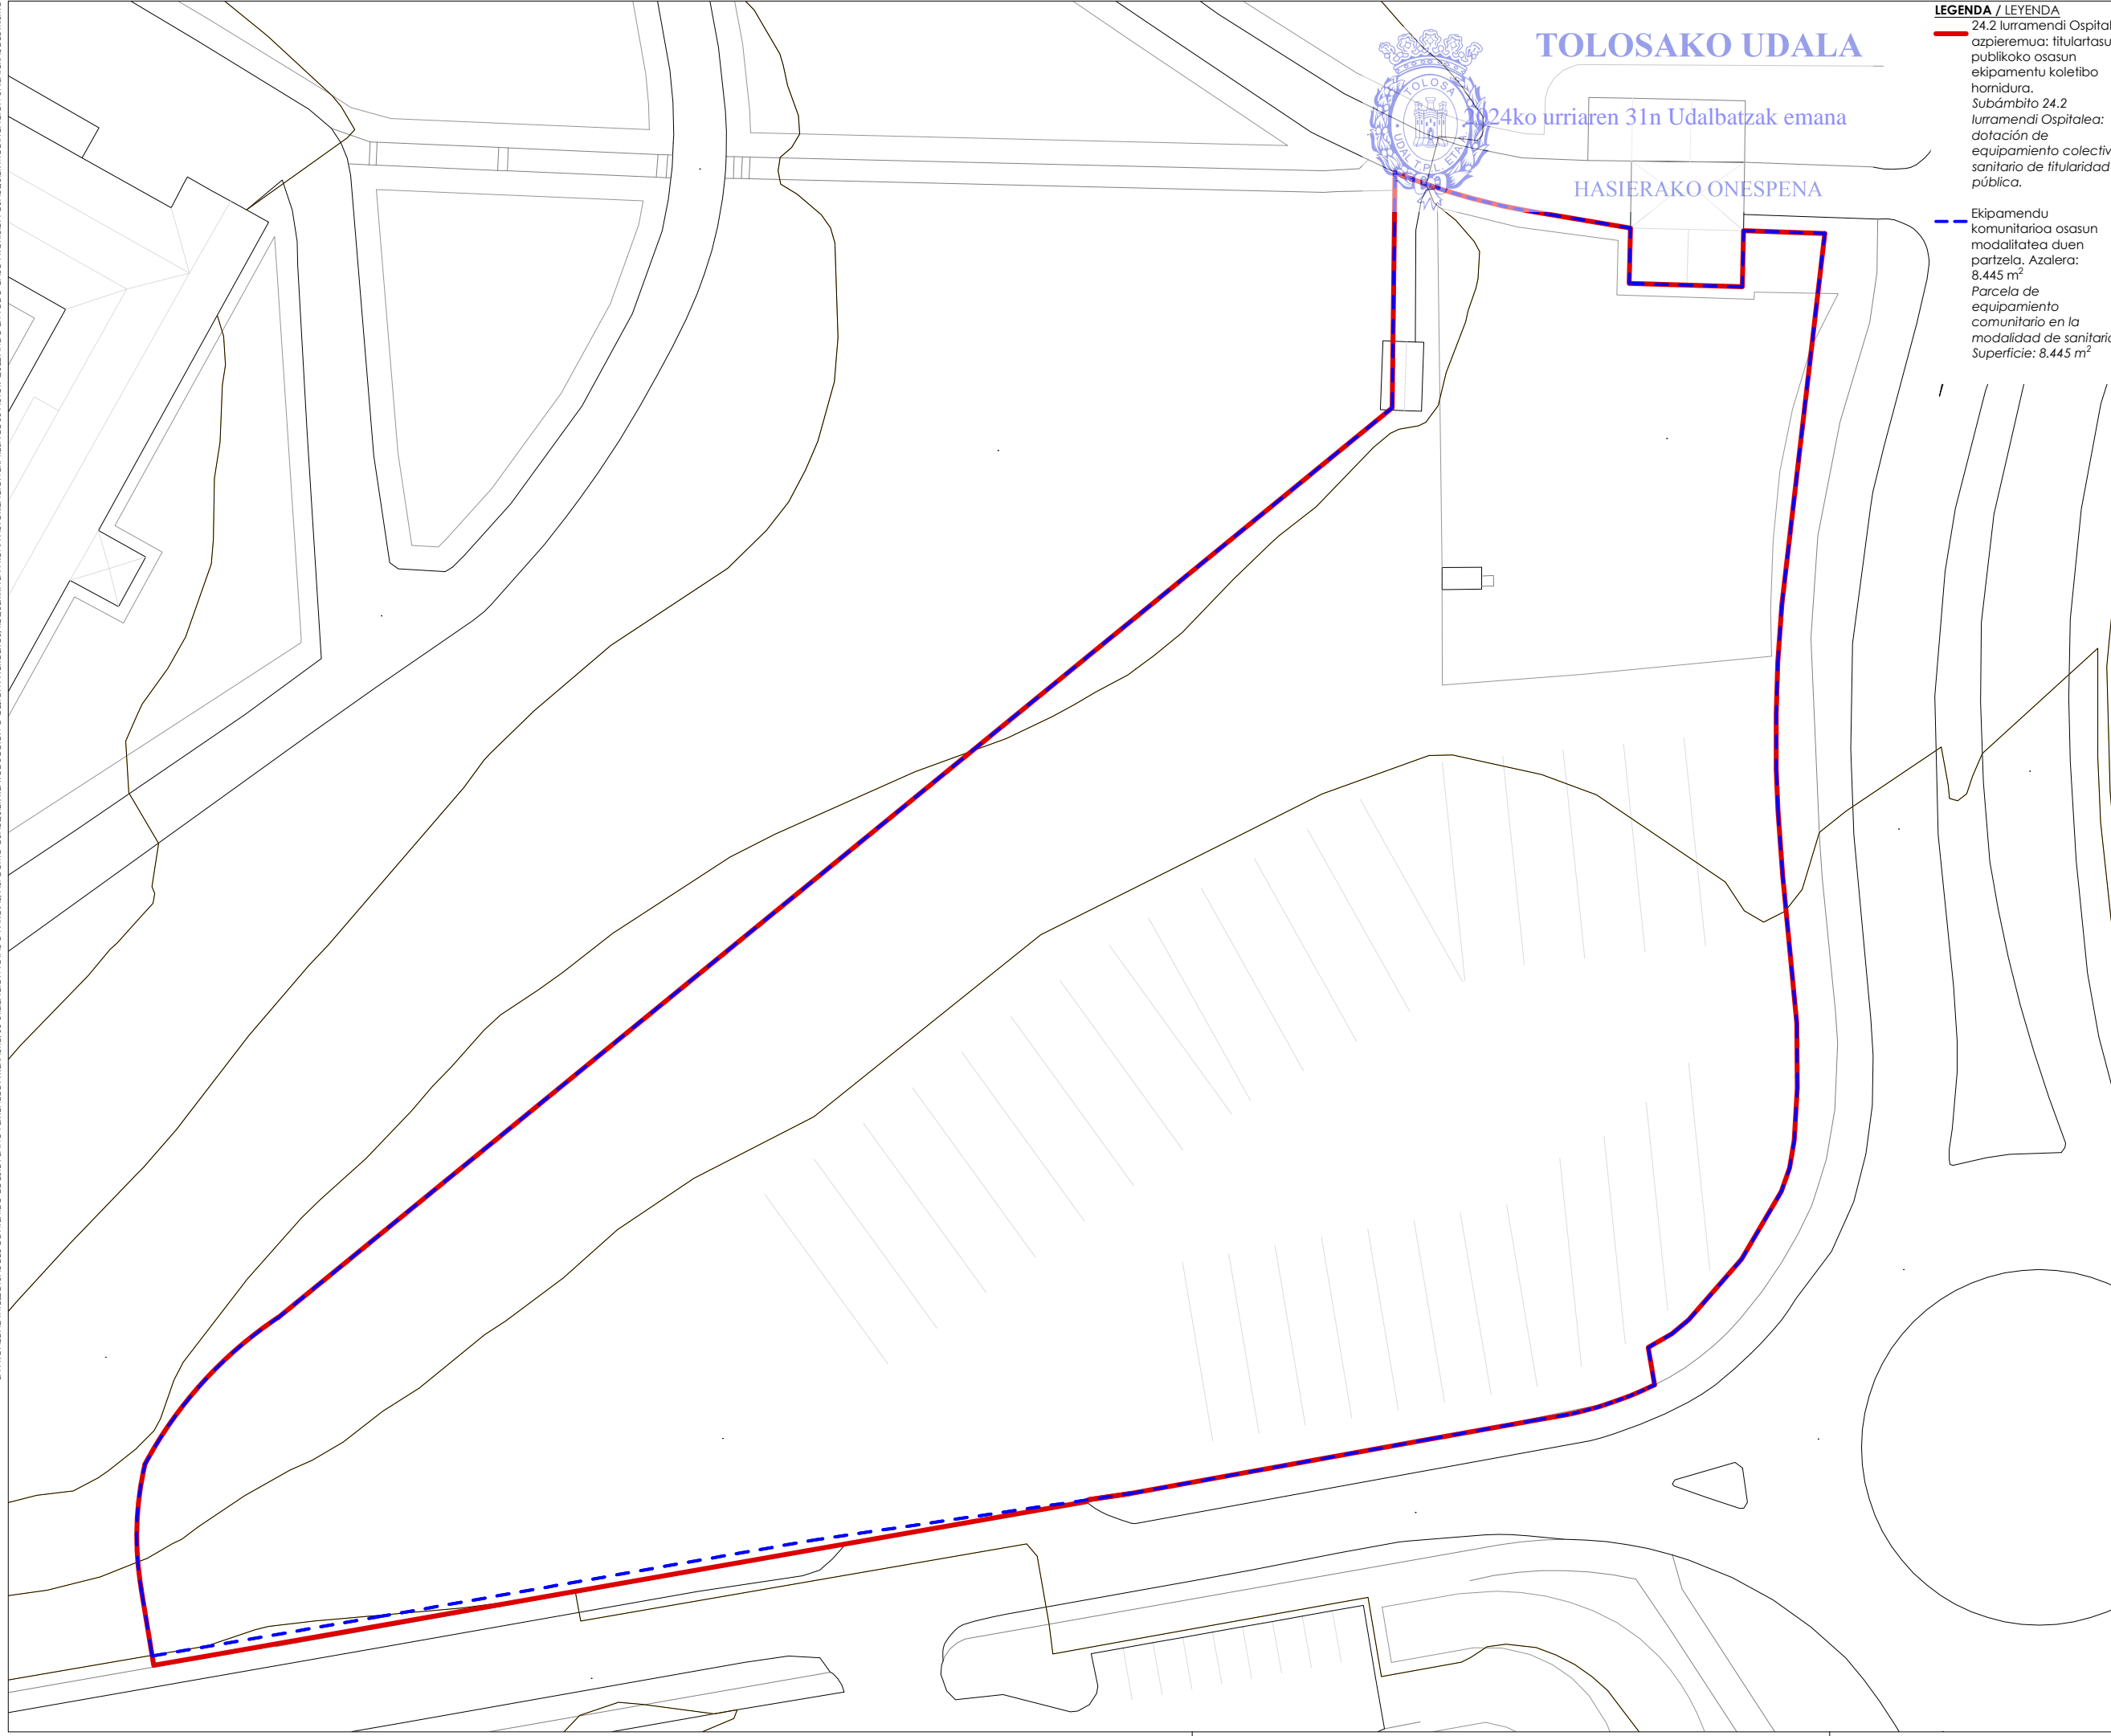 TOLOSAKO UDALA
2024ko urriaren 31n Udalbatzak emana
HASIERAKO ONESPENA
TOLOSA
LEGENDA / LEYENDA
24.2 Iurramendi Ospital
azpieremua: titulartasu
publikoko osasun
ekipamentu koletibo
hornidura.
Subámbito 24.2
Iurramendi Ospitalea:
dotación de
equipamiento colectiv
sanitario de titularidad
pública.
Ekipamendu
komunitarioa osasun
modalitatea duen
partzela. Azalera:
8.445 m²
Parcela de
equipamiento
comunitario en la
modalidad de sanitario
Superficie: 8.445 m²